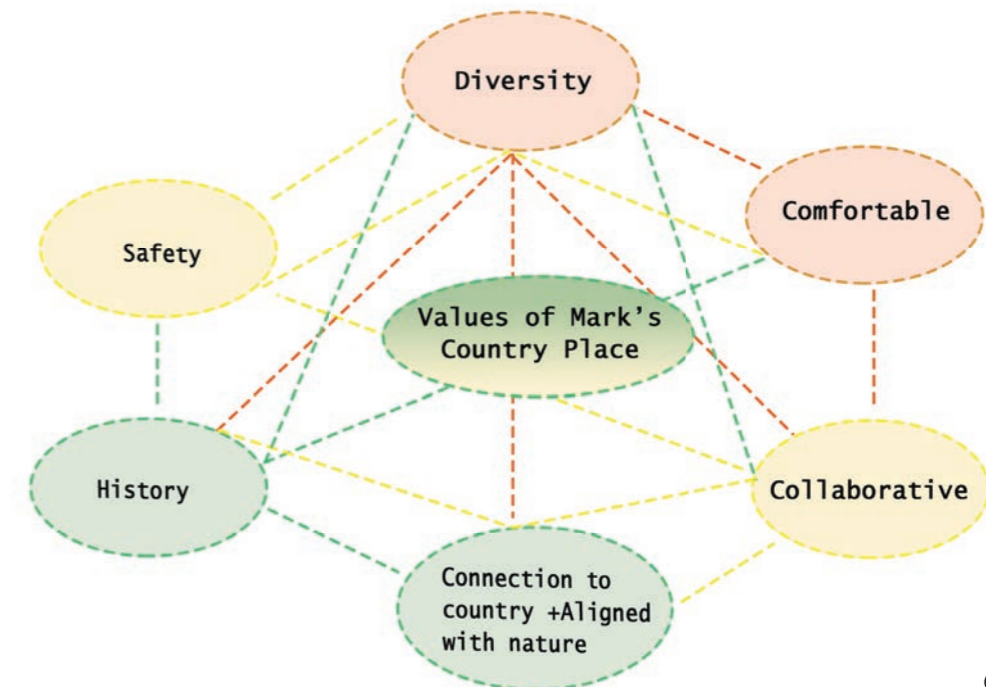 Diversity
Comfortable
Safety
Values of Mark's
Country Place
History
Collaborative
Connection to
country +Aligned
with nature